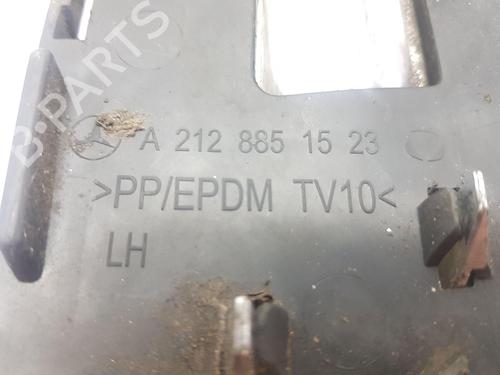 B-PARTS
A 212 885 15 23
>PP/EPDM TV10<
LH